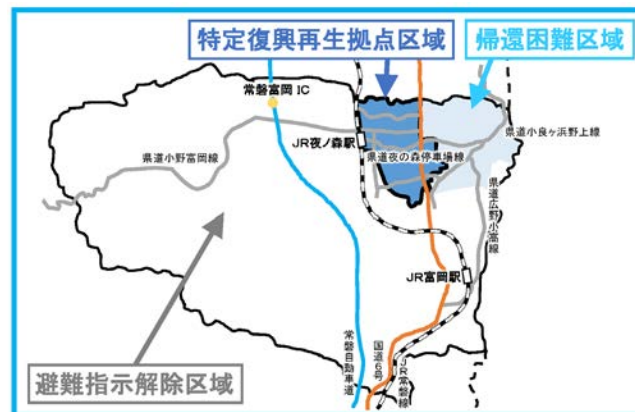 特定復興再生拠点区域
帰還困難区域
常磐富岡 IC
県道小野富岡線
JR夜ノ森駅
県道夜の森停車場線
県道小良ヶ浜野上線
県道広野小高線
JR富岡駅
避難指示解除区域
常磐自動車道
国道6号
JR常磐線